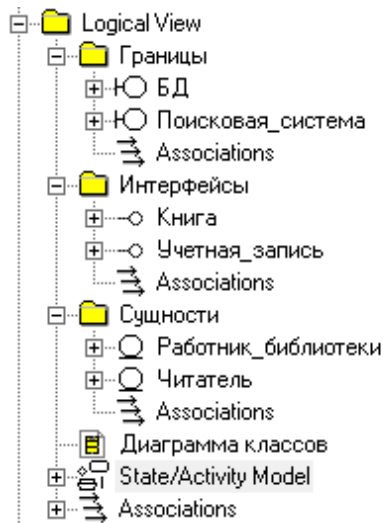 Logical View
Границы
БД
Поисковая_система
Associations
Интерфейсы
Книга
Учетная_запись
Associations
Сущности
Работник_библиотеки
Читатель
Associations
Диаграмма классов
State/Activity Model
Associations